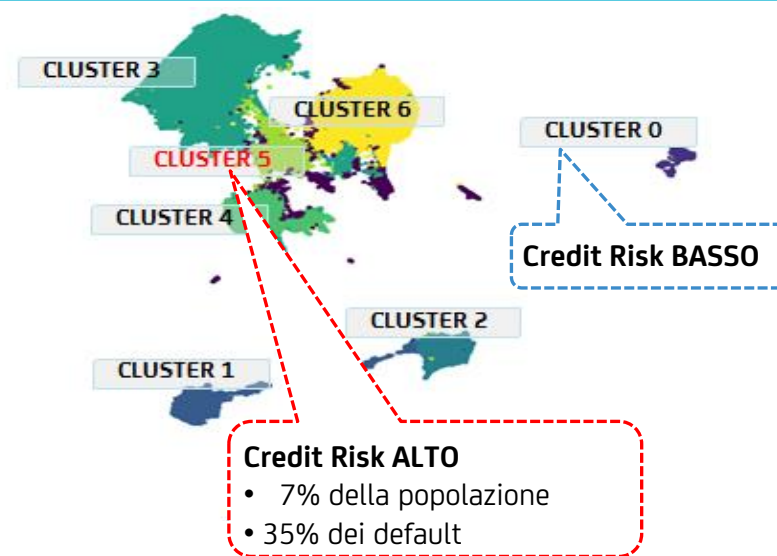 CLUSTER 3
CLUSTER 6
CLUSTER 0
CLUSTER 5
CLUSTER 4
Credit Risk BASSO
CLUSTER 2
CLUSTER 1
Credit Risk ALTO
• 7% della popolazione
• 35% dei default